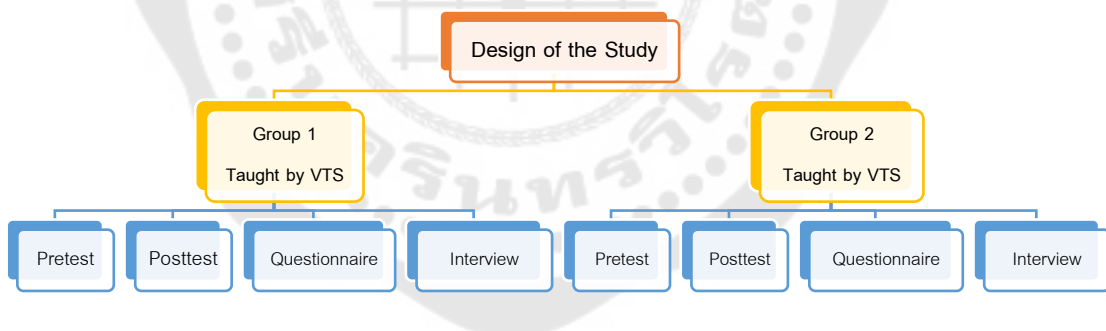 Design of the Study
Group 1
Taught by VTS
Group 2
Taught by VTS
Pretest
Posttest
Questionnaire
Interview
Pretest
Posttest
Questionnaire
Interview